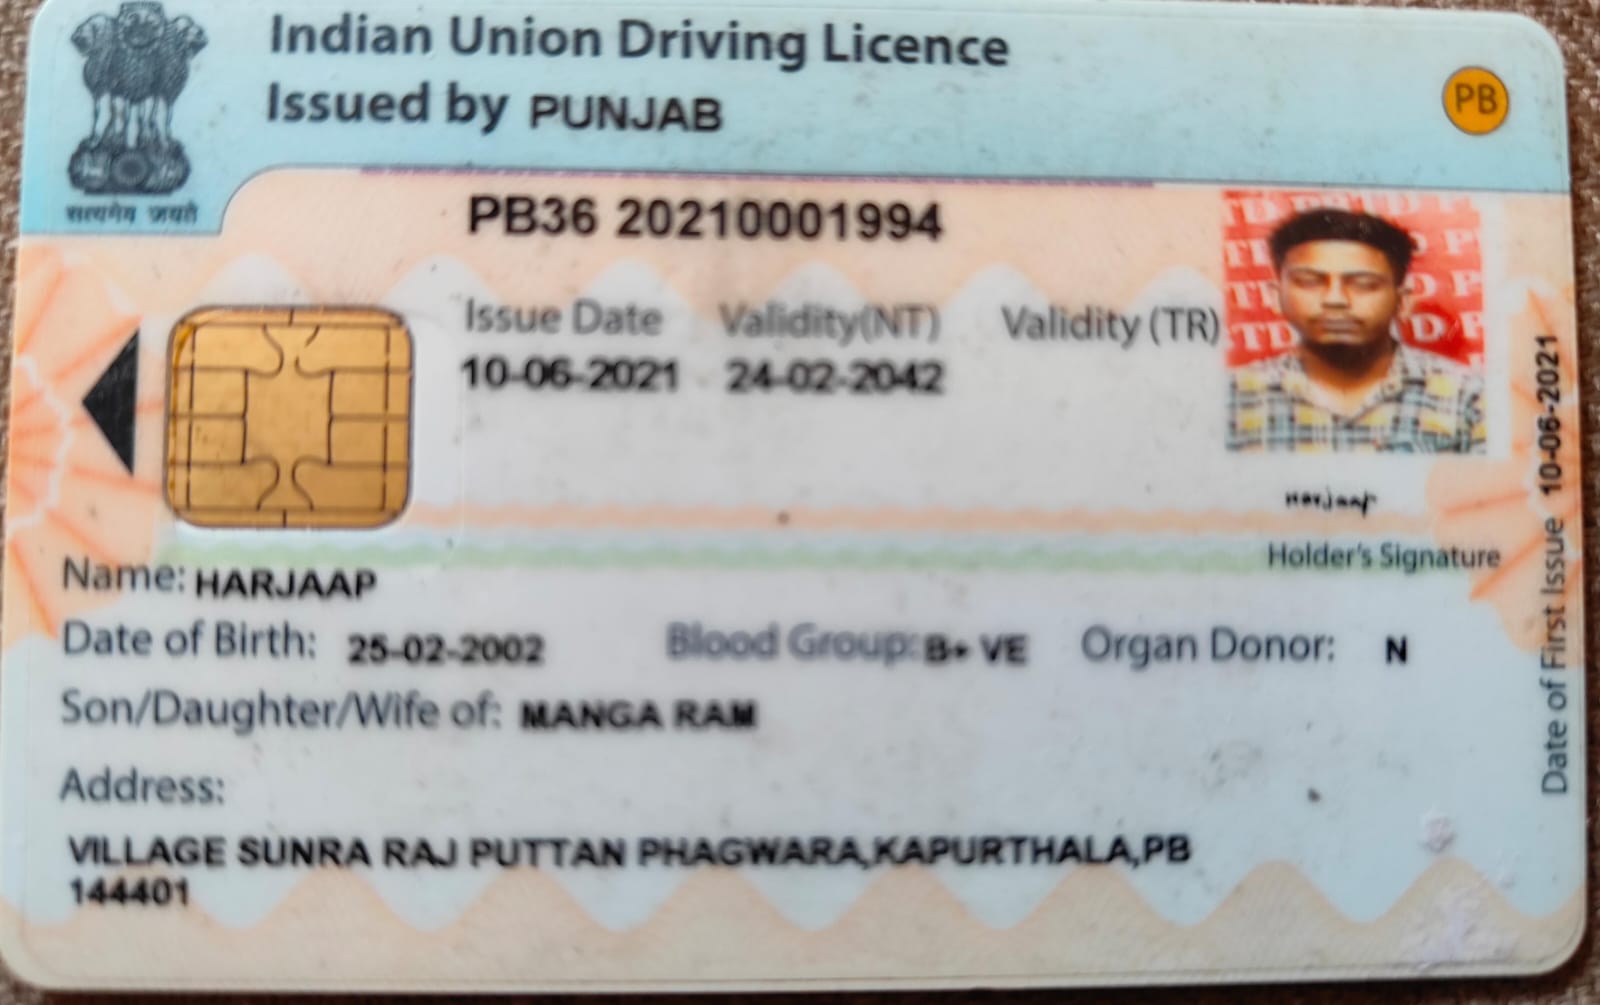 Indian Union Driving Licence
Issued by PUNJAB
PB
सत्यमेव जयते
PB36 20210001994
Issue Date Validity(NT) Validity (TR)
10-06-2021 24-02-2042
Harjaap
Holder's Signature
Date of First Issue 10-06-2021
Name: HARJAAP
Date of Birth: 25-02-2002 Blood Group: B+ VE Organ Donor: N
Son/Daughter/Wife of: MANGA RAM
Address:
VILLAGE SUNRA RAJ PUTTAN PHAGWARA,KAPURTHALA,PB
144401